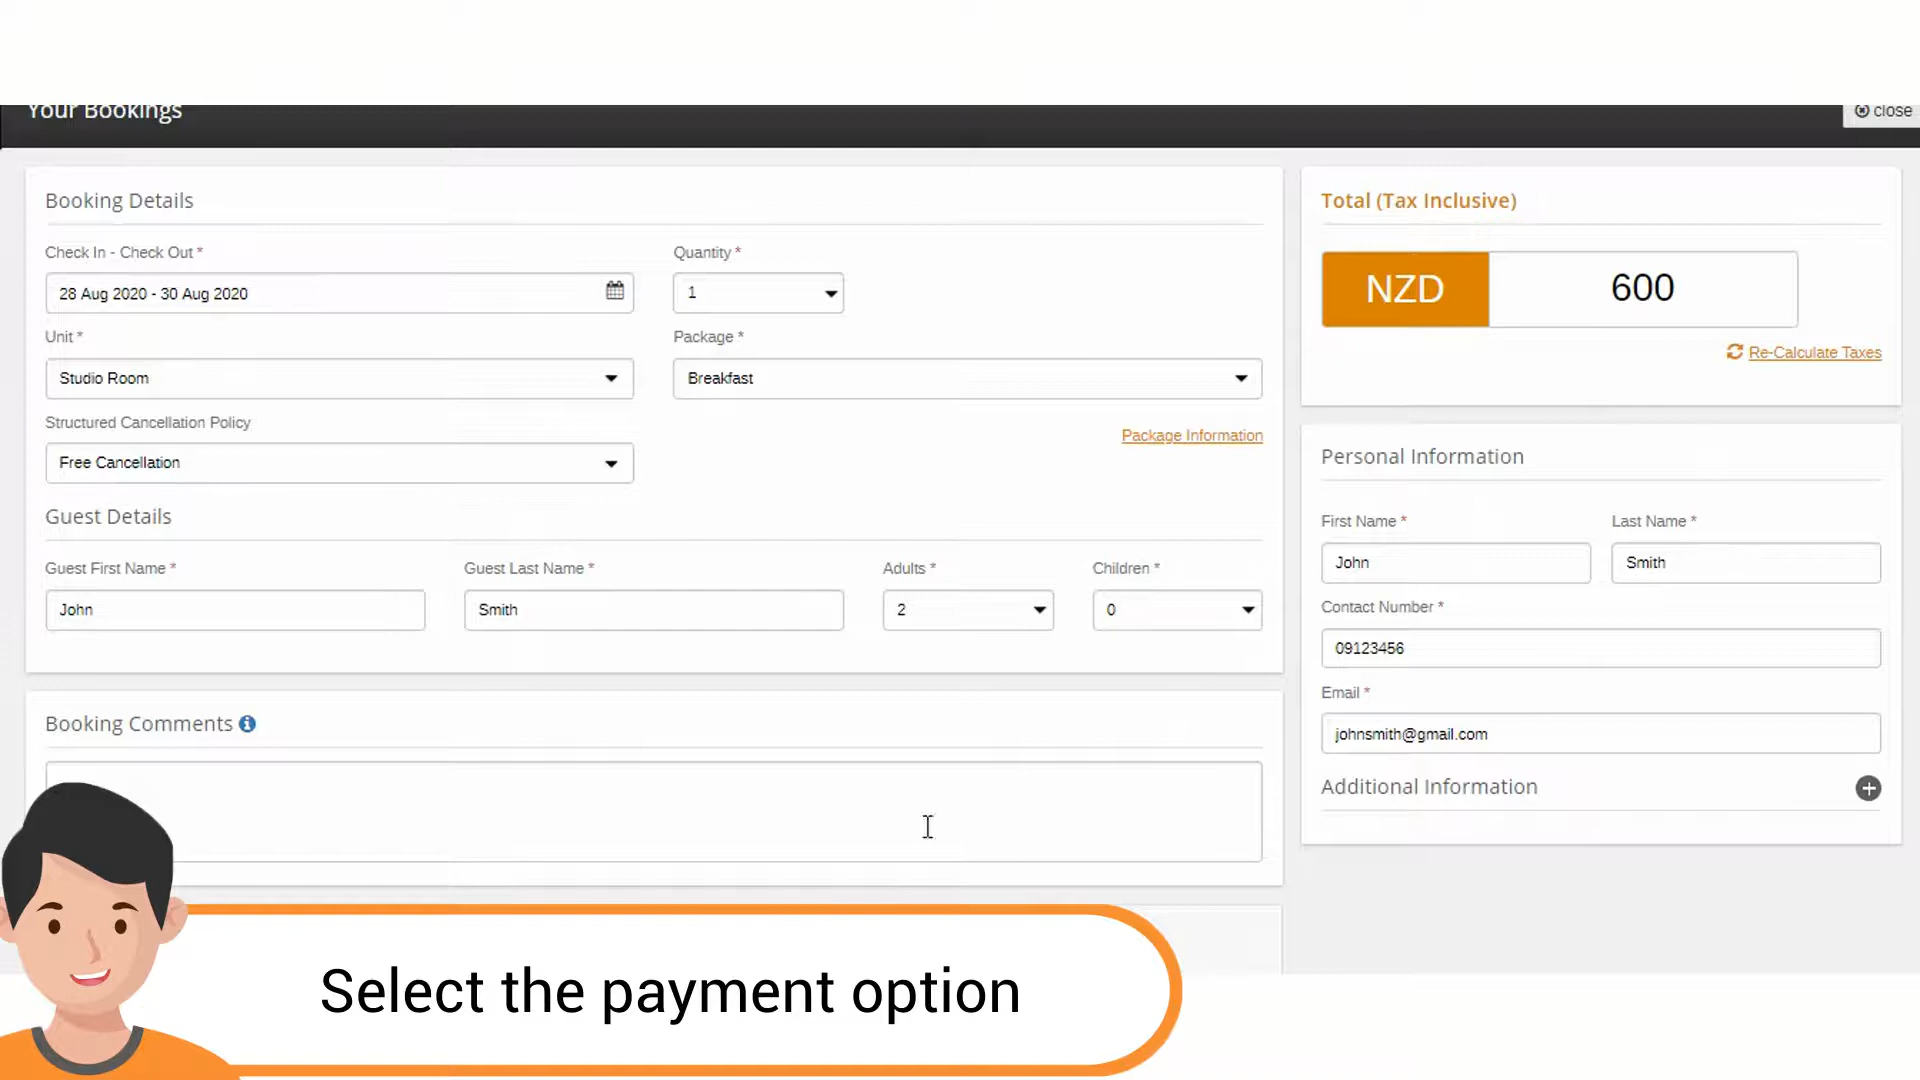 Your Bookings
close
Booking Details
Check In - Check Out *
Quantity *
28 Aug 2020 - 30 Aug 2020
1
Unit *
Package *
Studio Room
Breakfast
Structured Cancellation Policy
Package Information
Free Cancellation
Guest Details
Guest First Name *
Guest Last Name *
Adults *
Children *
John
Smith
2
0
Booking Comments
Total (Tax Inclusive)
NZD
600
Re-Calculate Taxes
Personal Information
First Name *
Last Name *
John
Smith
Contact Number *
09123456
Email *
johnsmith@gmail.com
Additional Information
Select the payment option